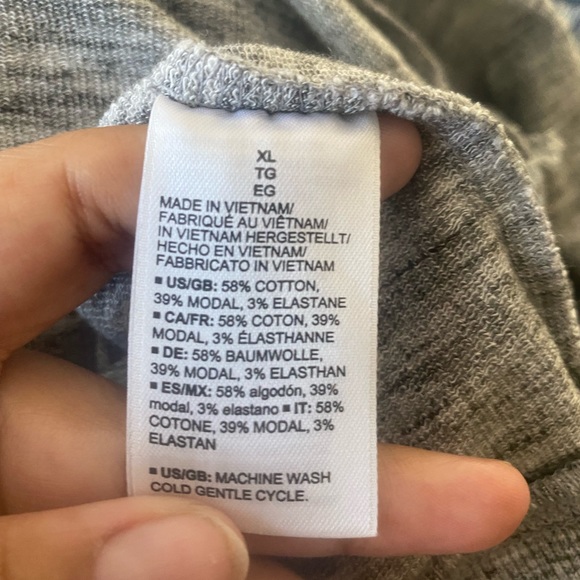 XL
TG
EG
MADE IN VIETNAM/
FABRIQUÉ AU VIÊTNAM/
IN VIETNAM HERGESTELLT/
HECHO EN VIETNAM/
FABBRICATO IN VIETNAM
▪ US/GB: 58% COTTON,
39% MODAL, 3% ELASTANE
▪ CA/FR: 58% COTON, 39%
MODAL, 3% ÉLASTHANNE
▪ DE: 58% BAUMWOLLE,
39% MODAL, 3% ELASTHAN
▪ ES/MX: 58% algodón, 39%
modal, 3% elastano ▪ IT: 58%
COTONE, 39% MODAL, 3%
ELASTAN
▪ US/GB: MACHINE WASH
COLD GENTLE CYCLE.